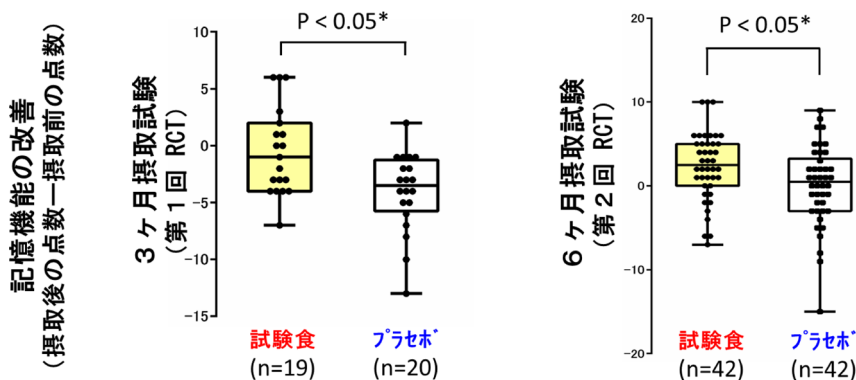 記憶機能の改善
(摂取後の点数ー摂取前の点数)
3ヶ月摂取試験
(第1回 RCT)
P < 0.05*
10
5
0
-5
-10
-15
試験食
(n=19)
プラセボ
(n=20)
6ヶ月摂取試験
(第2回 RCT)
P < 0.05*
20
10
0
-10
-20
試験食
(n=42)
プラセボ
(n=42)